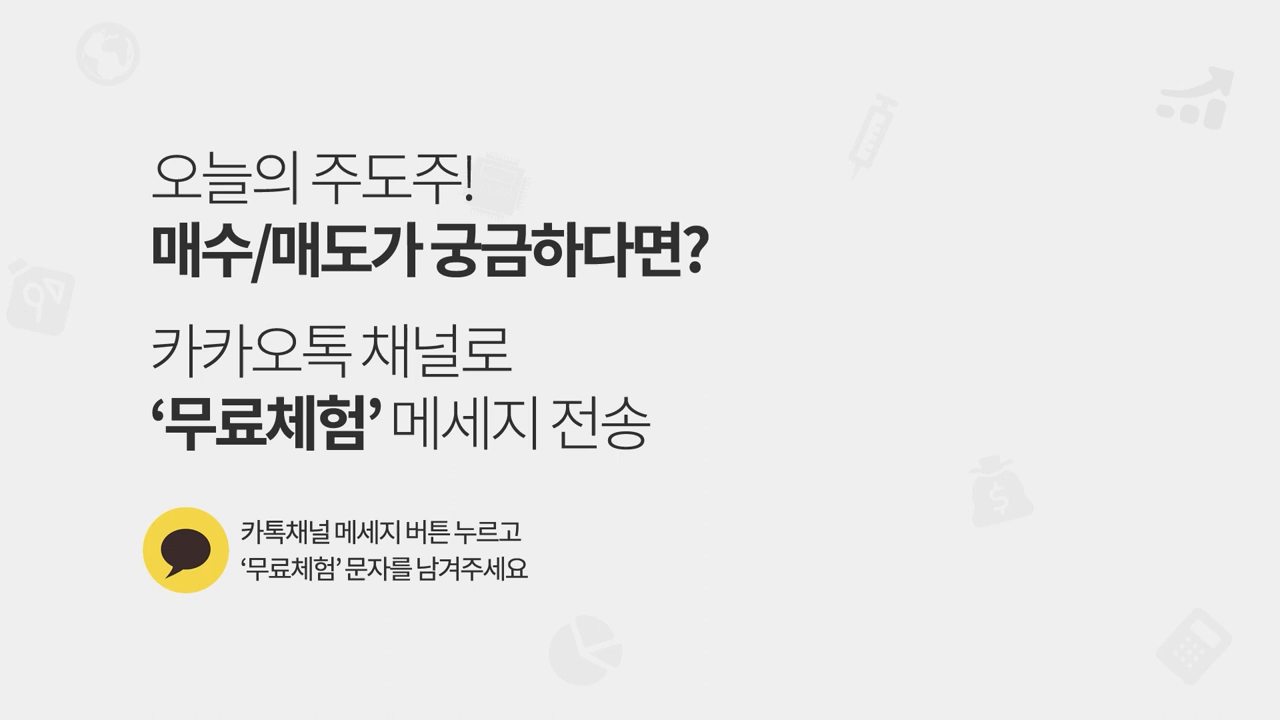 오늘의 주도주!
매수/매도가 궁금하다면?
카카오톡 채널로
‘무료체험’ 메세지 전송
카톡채널 메세지 버튼 누르고
‘무료체험’ 문자를 남겨주세요